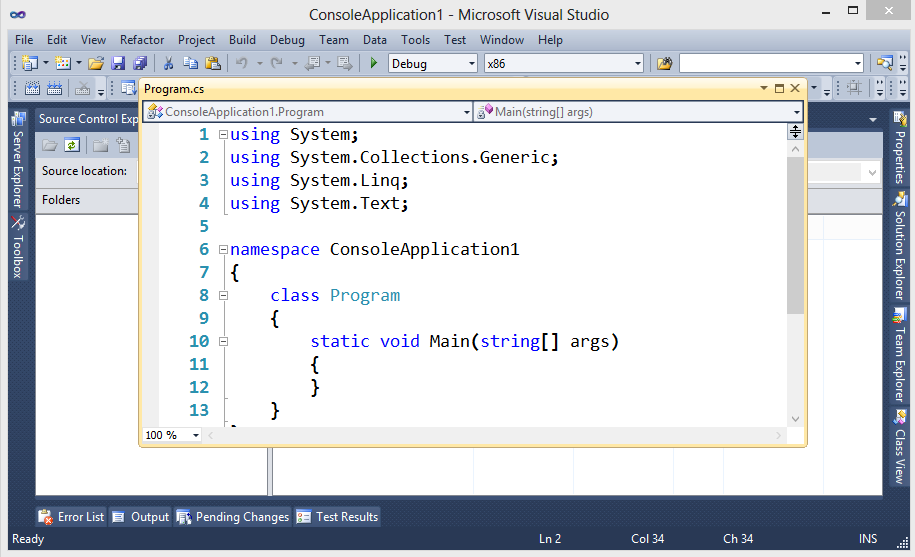 ConsoleApplication1 - Microsoft Visual Studio
File Edit View Refactor Project Build Debug Team Data Tools Test Window Help
Debug x86
Program.cs
ConsoleApplication1.Program Main(string[] args)
Source Control Exp
Source location:
Folders
Server Explorer
Toolbox
1 using System;
2 using System.Collections.Generic;
3 using System.Linq;
4 using System.Text;
5
6 namespace ConsoleApplication1
7 {
8 class Program
9 {
10 static void Main(string[] args)
11 {
12 }
13 }
100 %
Properties
Solution Explorer
Team Explorer
Class View
Error List Output Pending Changes Test Results
Ready Ln 2 Col 34 Ch 34 INS